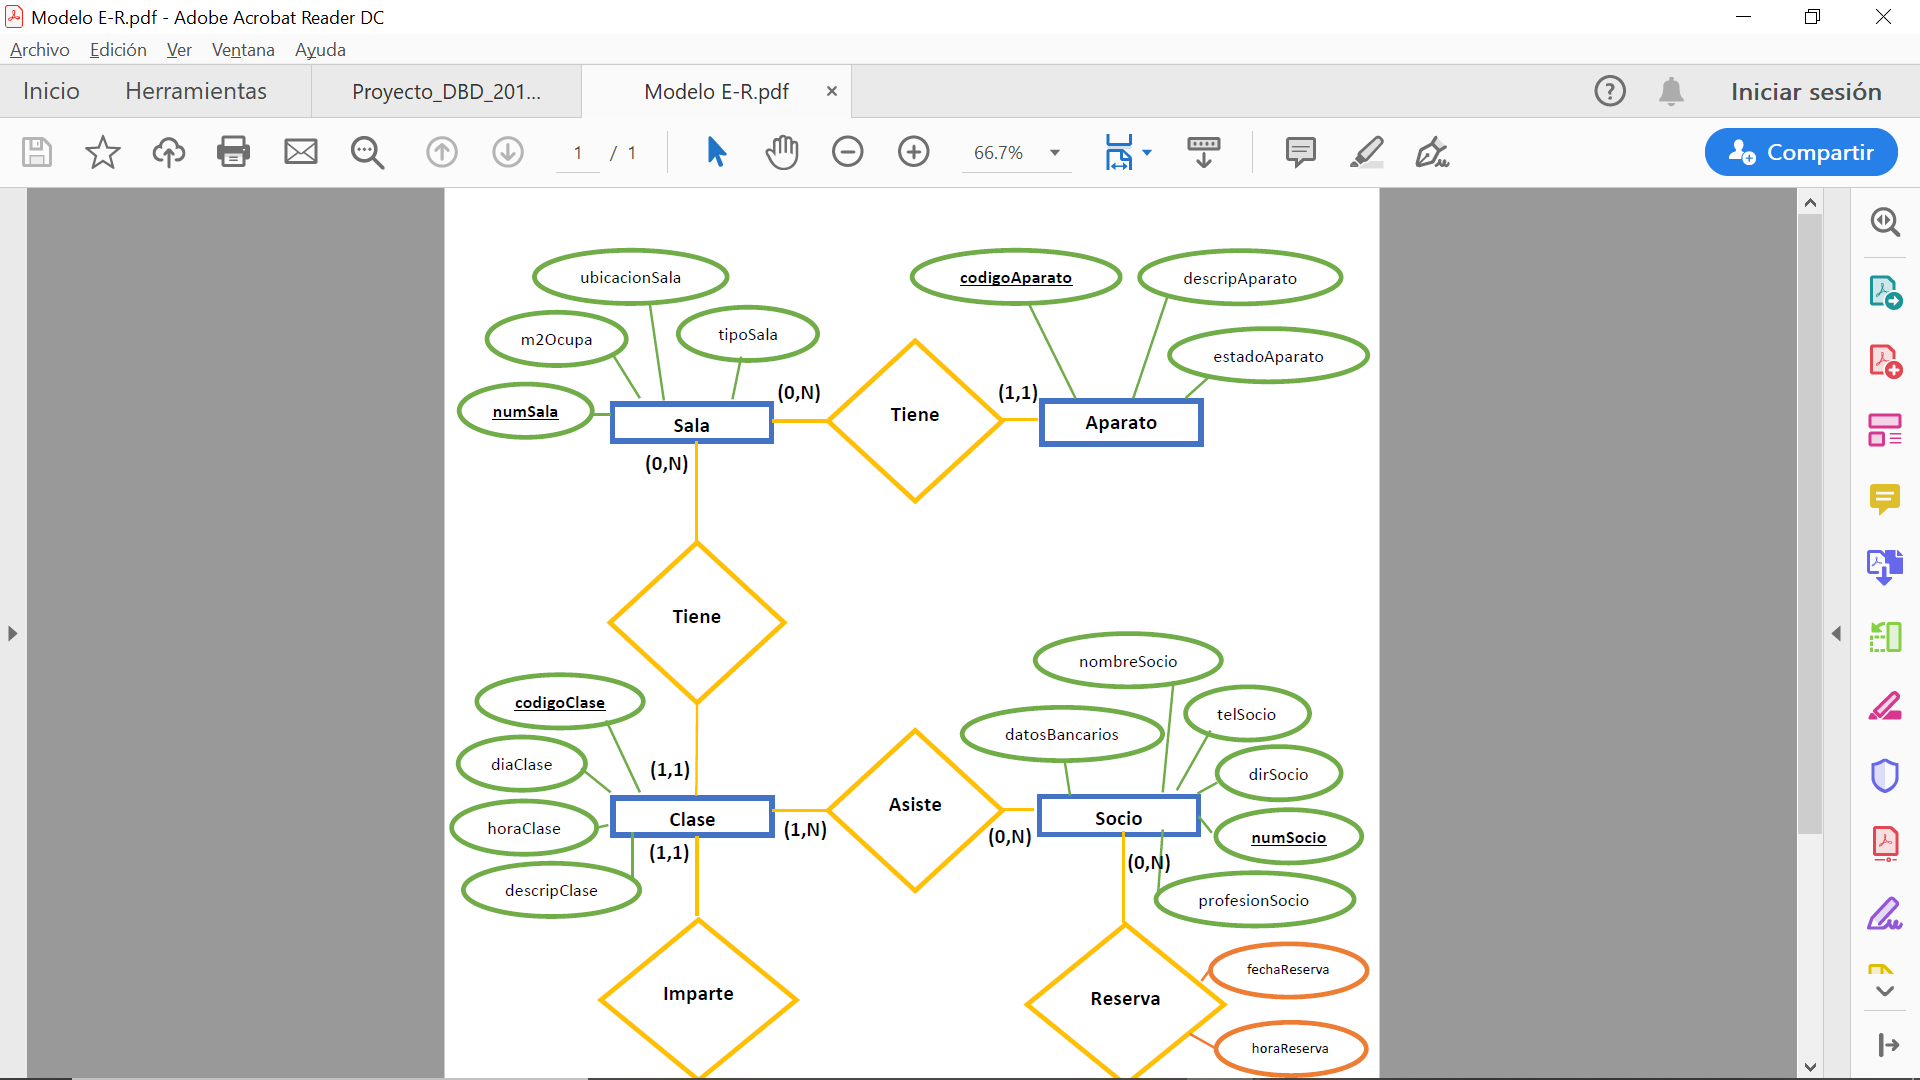 Modelo E-R.pdf - Adobe Acrobat Reader DC
Archivo Edición Ver Ventana Ayuda
Inicio Herramientas Proyecto_DBD_201... Modelo E-R.pdf × Iniciar sesión
1 / 1 66.7% Compartir
ubicacionSala
codigoAparato
descripAparato
m2Ocupa
tipoSala
estadoAparato
numSala
(0,N)
(1,1)
Sala
Tiene
Aparato
(0,N)
Tiene
nombreSocio
codigoClase
telSocio
datosBancarios
diaClase
(1,1)
dirSocio
Clase
Asiste
Socio
horaClase
(1,N)
(0,N)
numSocio
(1,1)
(0,N)
descripClase
profesionSocio
Imparte
Reserva
fechaReserva
horaReserva